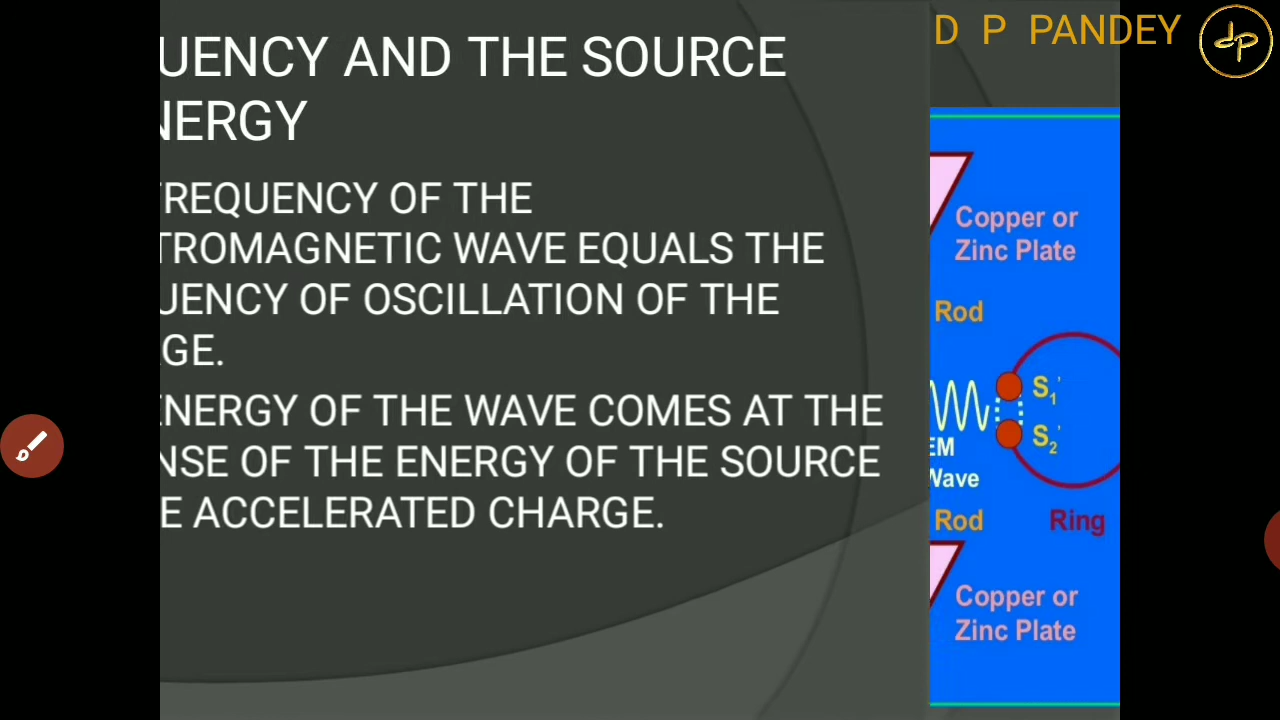 UENCY AND THE SOURCE
NERGY
FREQUENCY OF THE
TROMAGNETIC WAVE EQUALS THE
UENCY OF OSCILLATION OF THE
GE.
ENERGY OF THE WAVE COMES AT THE
NSE OF THE ENERGY OF THE SOURCE
E ACCELERATED CHARGE.
D P PANDEY
dp
Copper or
Zinc Plate
Rod
S₁'
S₂'
EM
Wave
Rod
Ring
Copper or
Zinc Plate